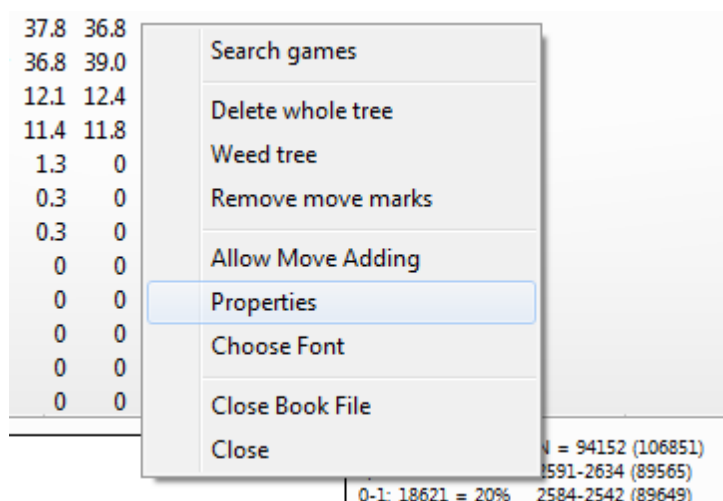 37.8 36.8
36.8 39.0
12.1 12.4
11.4 11.8
1.3 0
0.3 0
0.3 0
0 0
0 0
0 0
0 0
0 0
Search games
Delete whole tree
Weed tree
Remove move marks
Allow Move Adding
Properties
Choose Font
Close Book File
Close
= 94152 (106851)
2591-2634 (89565)
0-1: 18621 = 20% 2584-2542 (89649)